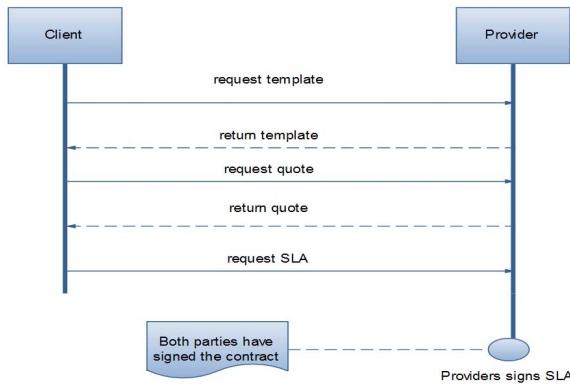 Client
Provider
request template
return template
request quote
return quote
request SLA
Both parties have
signed the contract
Providers signs SLA